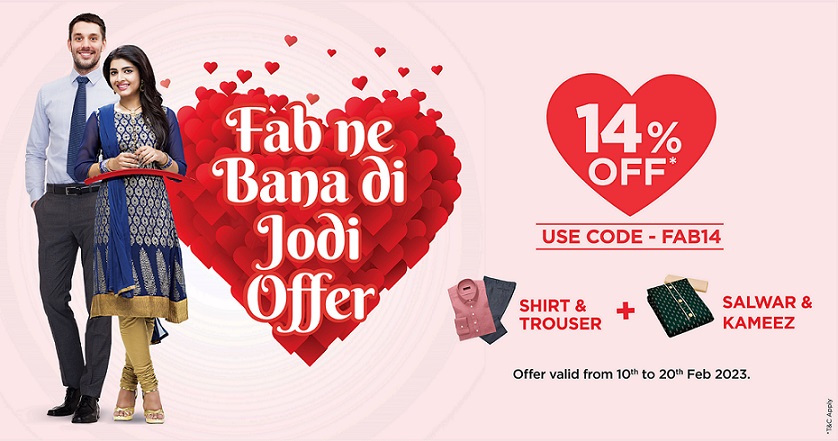 Fab ne
Bana di
Jodi
Offer
14%
OFF*
USE CODE - FAB14
SHIRT &
TROUSER
+
SALWAR &
KAMEEZ
Offer valid from 10th to 20th Feb 2023.
*T&C Apply